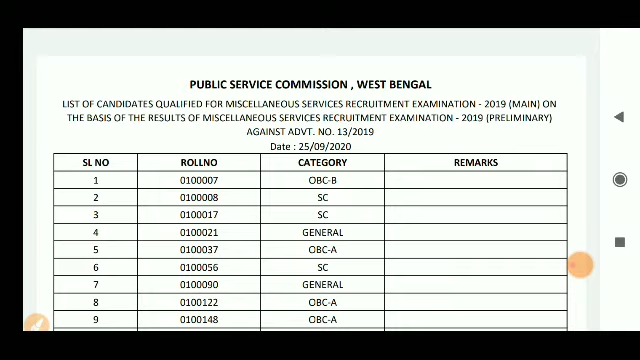 PUBLIC SERVICE COMMISSION , WEST BENGAL
LIST OF CANDIDATES QUALIFIED FOR MISCELLANEOUS SERVICES RECRUITMENT EXAMINATION - 2019 (MAIN) ON
THE BASIS OF THE RESULTS OF MISCELLANEOUS SERVICES RECRUITMENT EXAMINATION - 2019 (PRELIMINARY)
AGAINST ADVT. NO. 13/2019
Date : 25/09/2020
SL NO ROLLNO CATEGORY REMARKS
1 0100007 OBC-B
2 0100008 SC
3 0100017 SC
4 0100021 GENERAL
5 0100037 OBC-A
6 0100056 SC
7 0100090 GENERAL
8 0100122 OBC-A
9 0100148 OBC-A